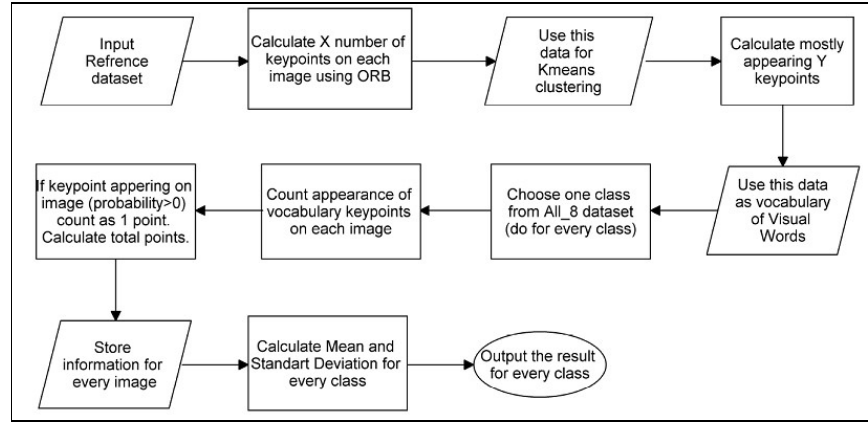 Input
Refrence
dataset
Calculate X number of
keypoints on each
image using ORB
Use this
data for
Kmeans
clustering
Calculate mostly
appearing Y
keypoints
Use this data
as vocabulary
of Visual
Words
Choose one class
from All_8 dataset
(do for every class)
Count appearance of
vocabulary keypoints
on each image
If keypoint appering on
image (probability>0)
count as 1 point.
Calculate total points.
Store
information for
every image
Calculate Mean and
Standart Deviation for
every class
Output the result
for every class